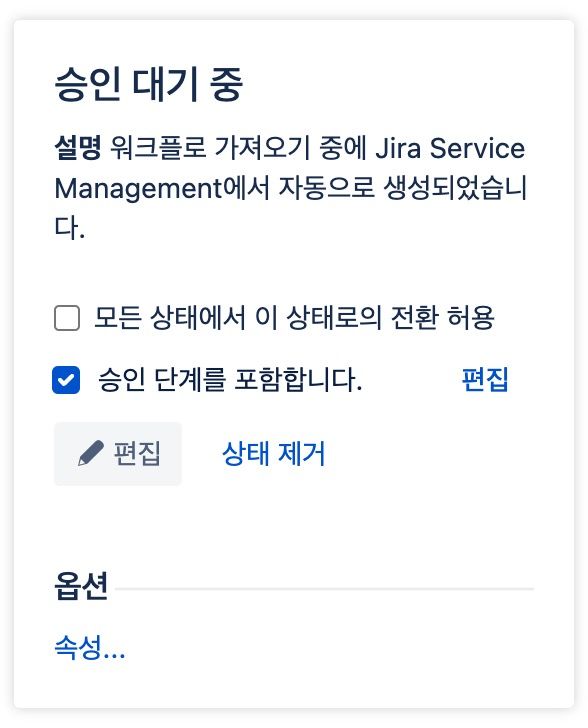 승인 대기 중
설명 워크플로 가져오기 중에 Jira Service
Management에서 자동으로 생성되었습니
다.
모든 상태에서 이 상태로의 전환 허용
승인 단계를 포함합니다. 편집
편집 상태 제거
옵션
속성...